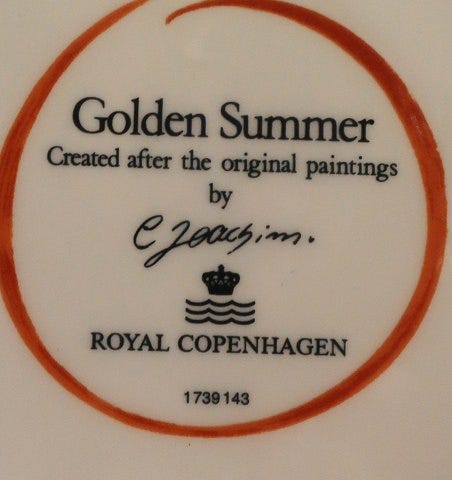 Golden Summer
Created after the original paintings
by
C Joachim.
ROYAL COPENHAGEN
1739143